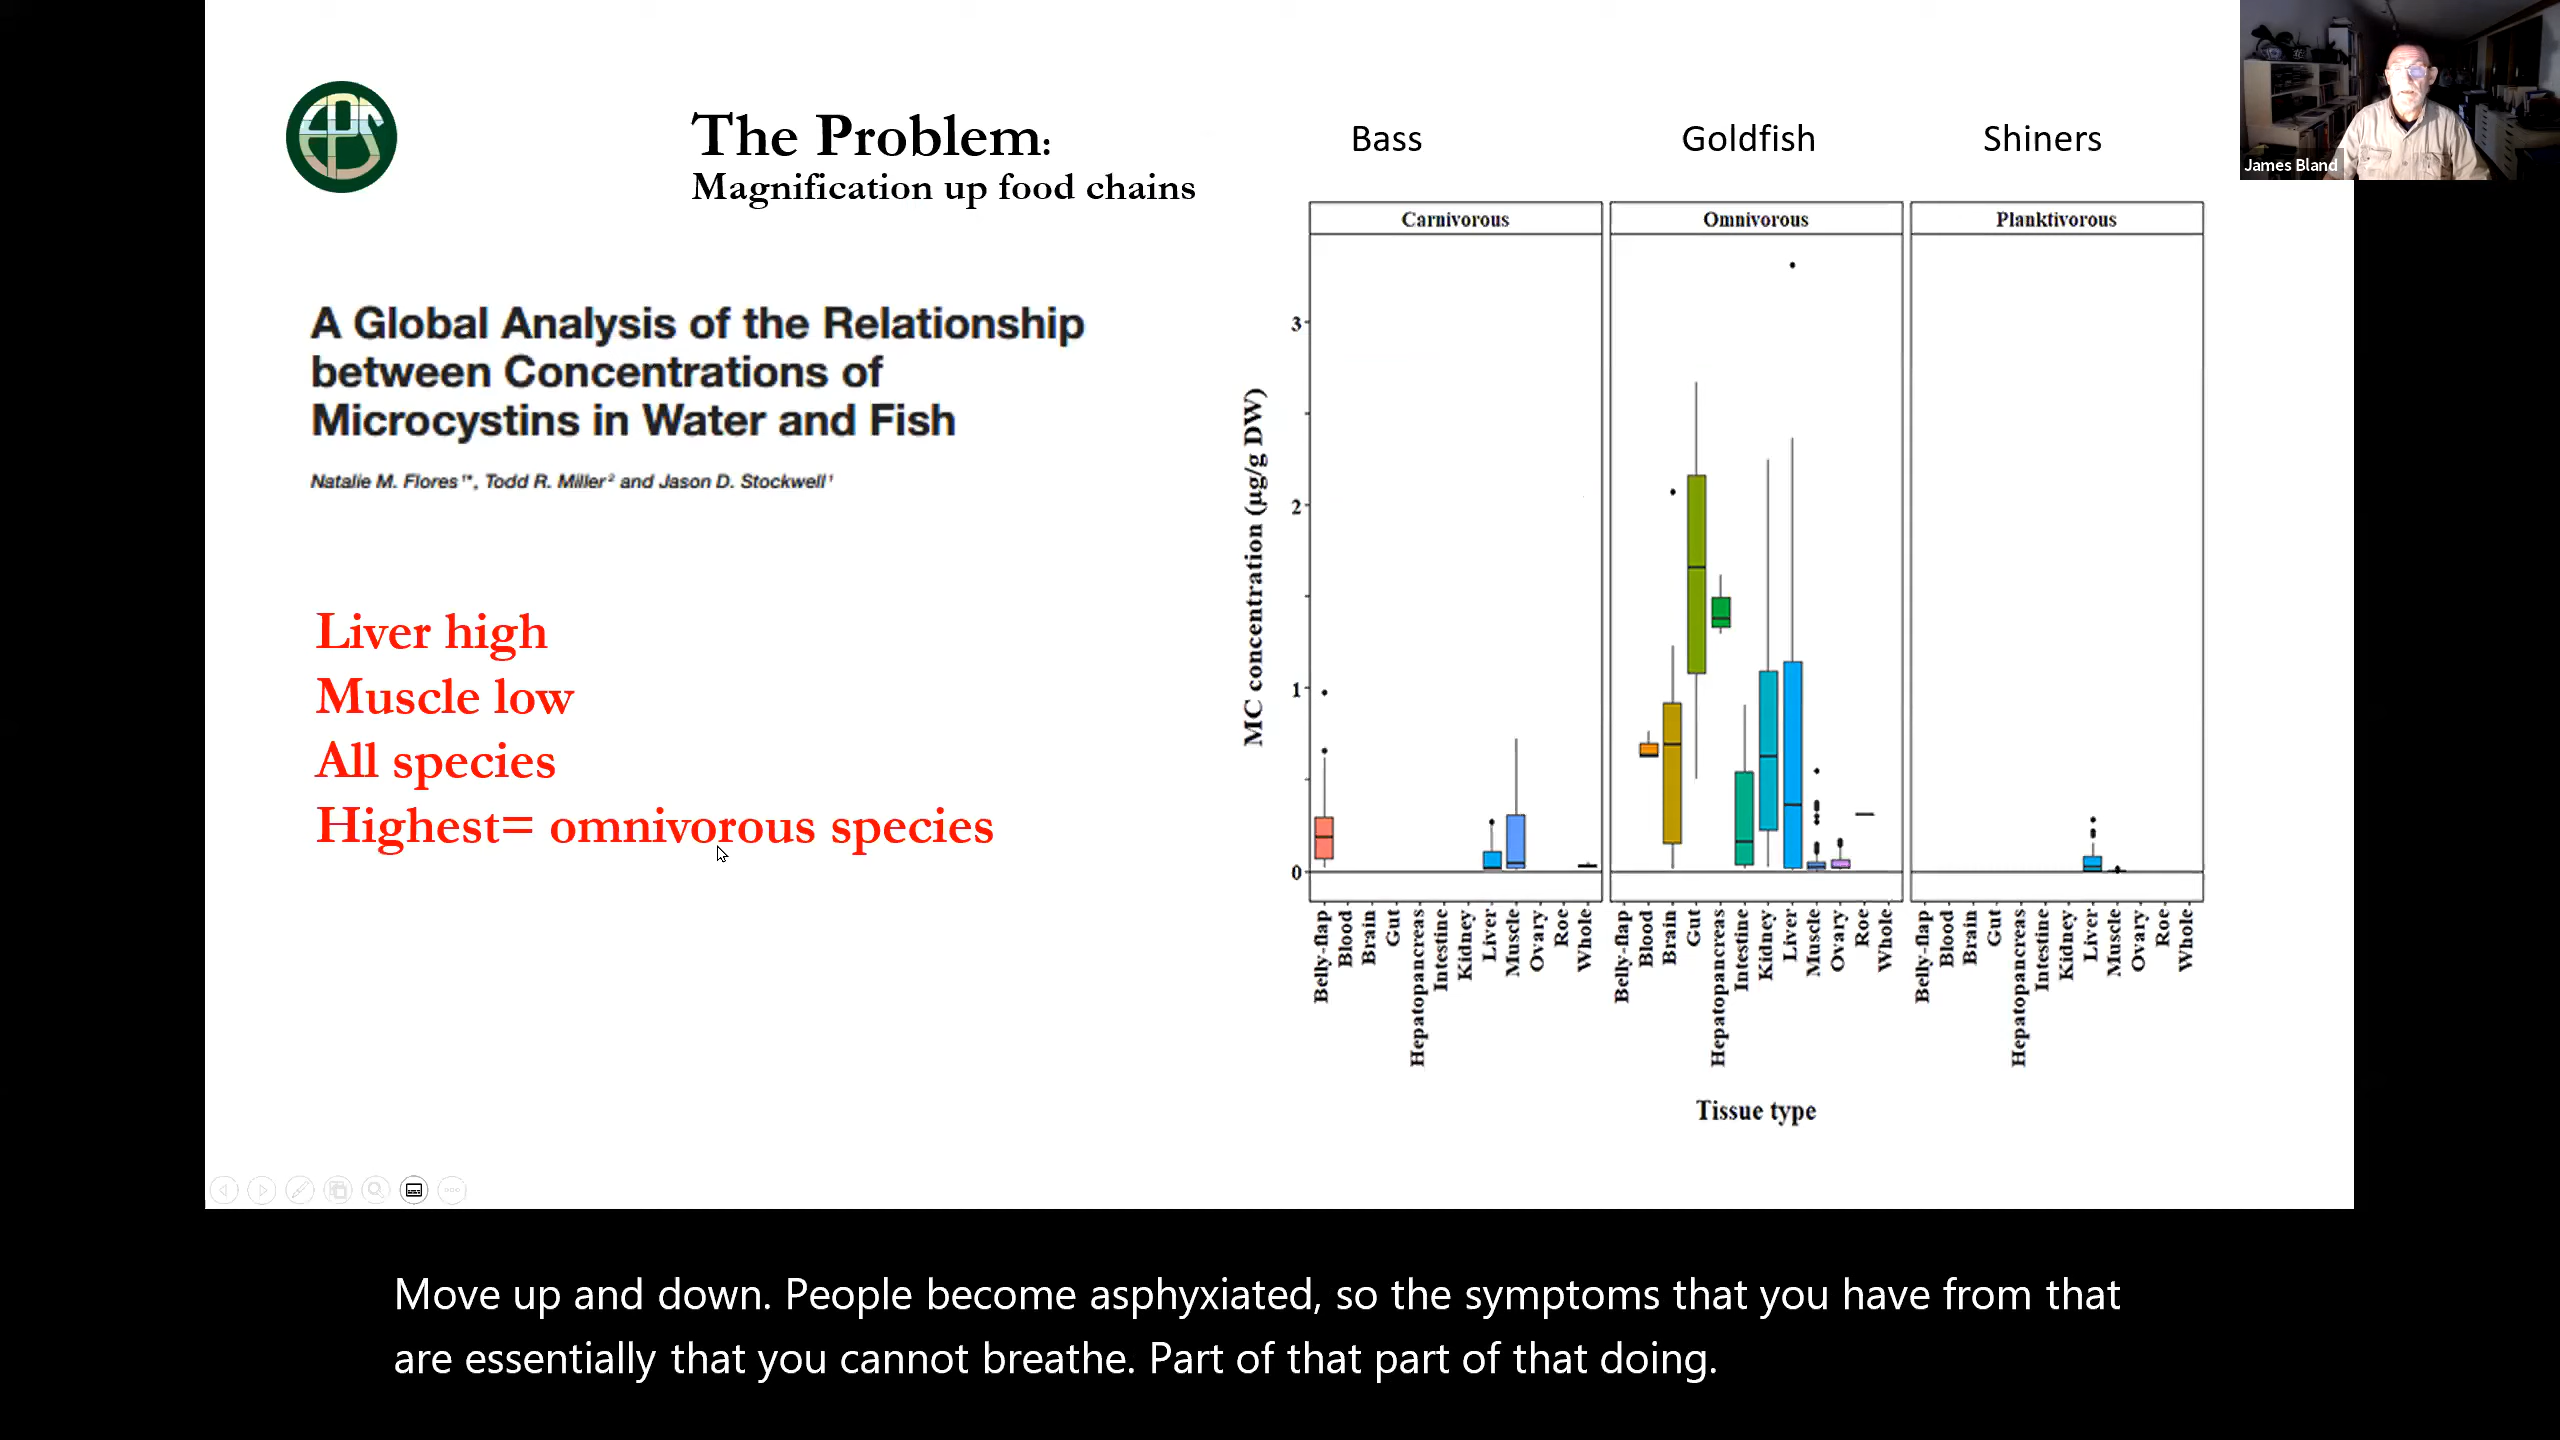 EPS
The Problem:
Magnification up food chains
Bass
Goldfish
Shiners
James Bland
A Global Analysis of the Relationship
between Concentrations of
Microcystins in Water and Fish
Natalie M. Flores¹*, Todd R. Miller² and Jason D. Stockwell¹
Liver high
Muscle low
All species
Highest= omnivorous species
Carnivorous
Omnivorous
Planktivorous
MC concentration (µg/g DW)
3
2
1
0
Belly-flap
Blood
Brain
Gut
Hepatopancreas
Intestine
Kidney
Liver
Muscle
Ovary
Roe
Whole
Belly-flap
Blood
Brain
Gut
Hepatopancreas
Intestine
Kidney
Liver
Muscle
Ovary
Roe
Whole
Belly-flap
Blood
Brain
Gut
Hepatopancreas
Intestine
Kidney
Liver
Muscle
Ovary
Roe
Whole
Tissue type
Move up and down. People become asphyxiated, so the symptoms that you have from that
are essentially that you cannot breathe. Part of that part of that doing.